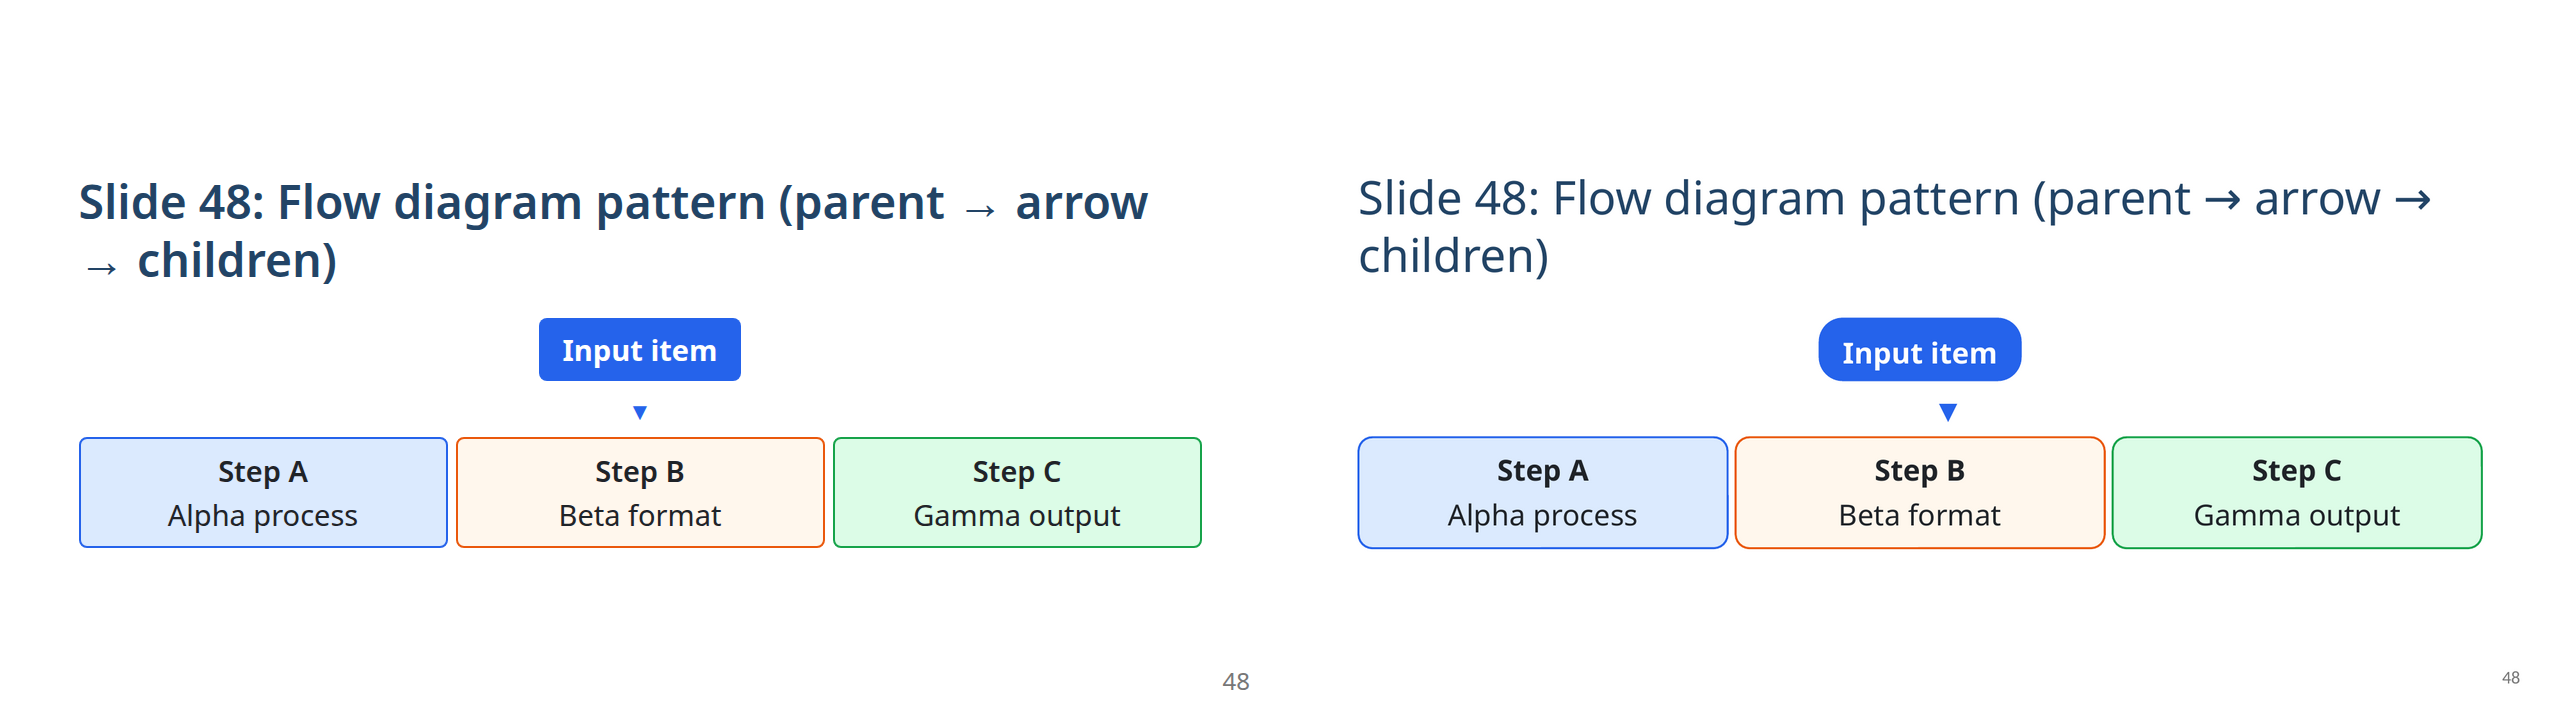 Slide 48: Flow diagram pattern (parent → arrow
→ children)
Input item
▼
Step A
Alpha process
Step B
Beta format
Step C
Gamma output
48
Slide 48: Flow diagram pattern (parent → arrow →
children)
Input item
▼
Step A
Alpha process
Step B
Beta format
Step C
Gamma output
48